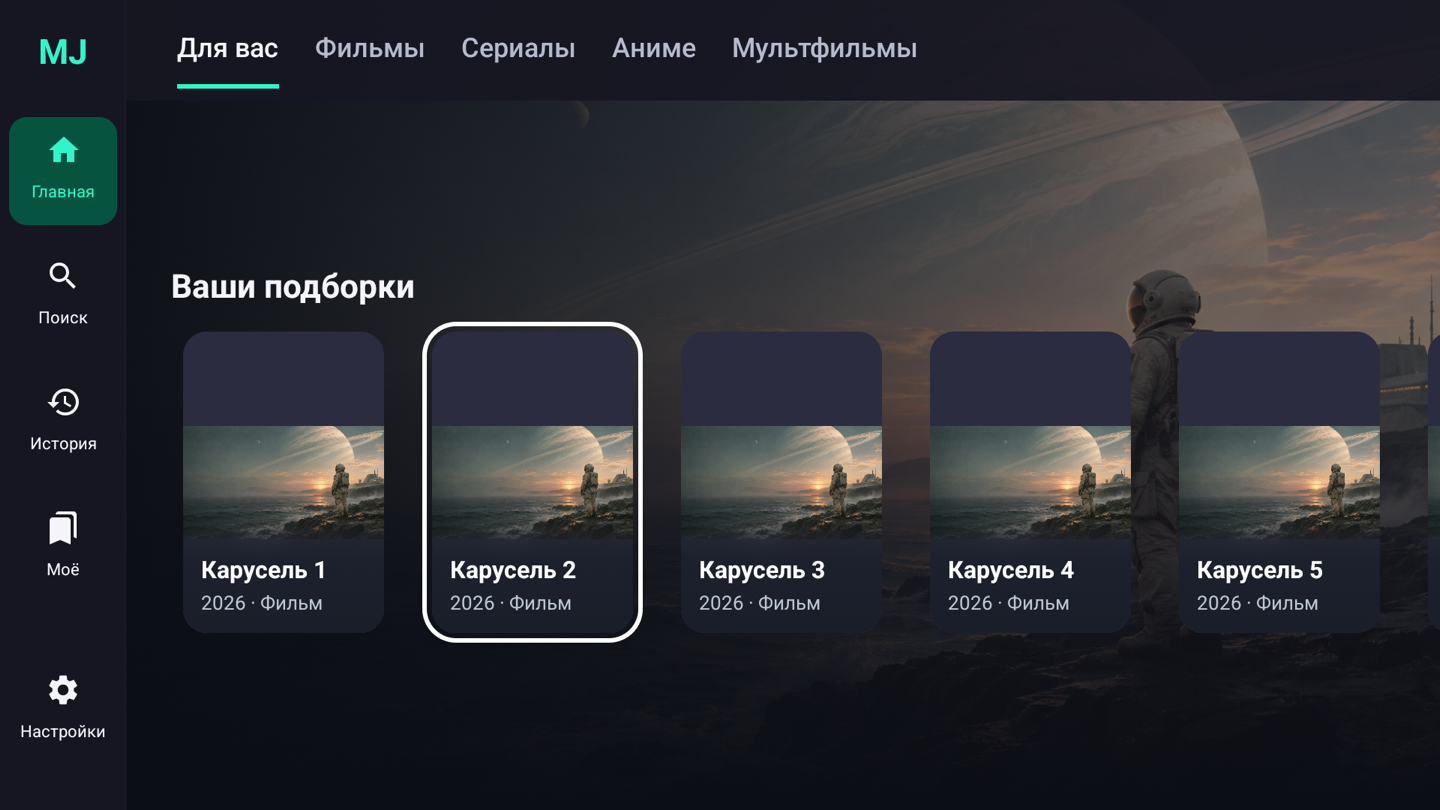 MJ
Для вас
Фильмы
Сериалы
Аниме
Мультфильмы
Главная
Поиск
История
Моё
Настройки
Ваши подборки
Карусель 1
2026 · Фильм
Карусель 2
2026 · Фильм
Карусель 3
2026 · Фильм
Карусель 4
2026 · Фильм
Карусель 5
2026 · Фильм